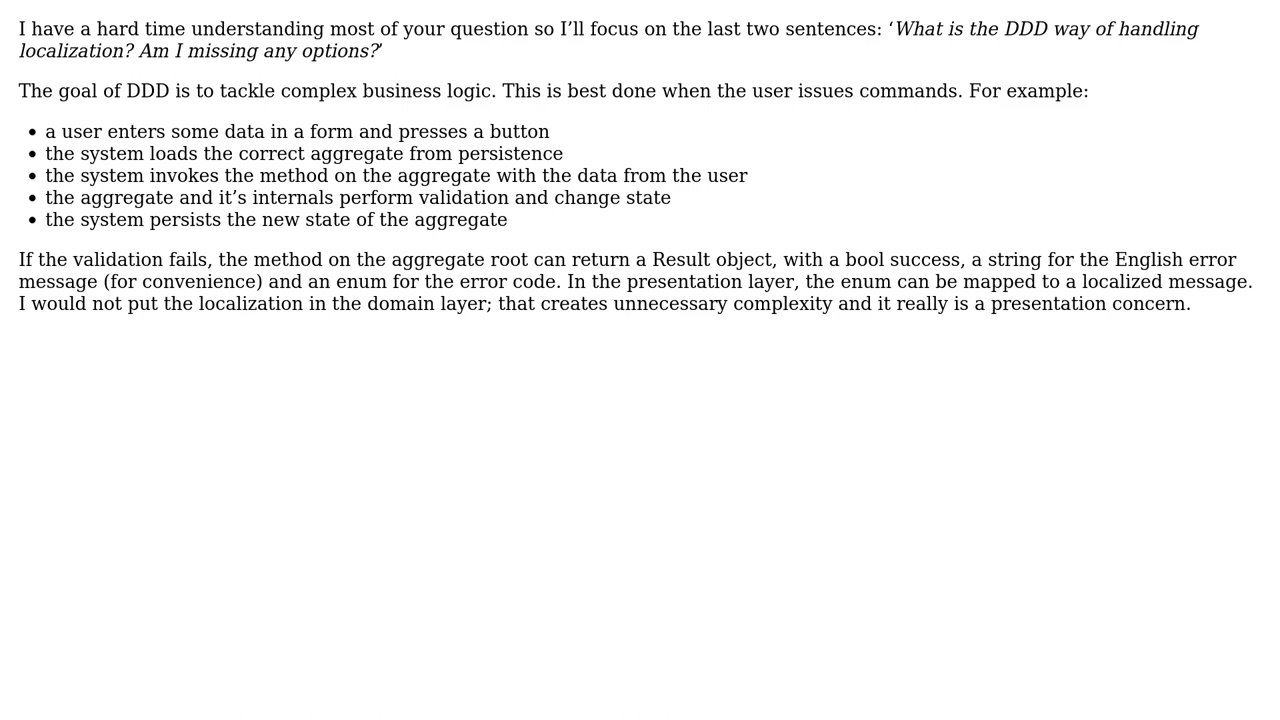 I have a hard time understanding most of your question so I’ll focus on the last two sentences: ‘What is the DDD way of handling
localization? Am I missing any options?’
The goal of DDD is to tackle complex business logic. This is best done when the user issues commands. For example:
• a user enters some data in a form and presses a button
• the system loads the correct aggregate from persistence
• the system invokes the method on the aggregate with the data from the user
• the aggregate and it’s internals perform validation and change state
• the system persists the new state of the aggregate
If the validation fails, the method on the aggregate root can return a Result object, with a bool success, a string for the English error
message (for convenience) and an enum for the error code. In the presentation layer, the enum can be mapped to a localized message.
I would not put the localization in the domain layer; that creates unnecessary complexity and it really is a presentation concern.